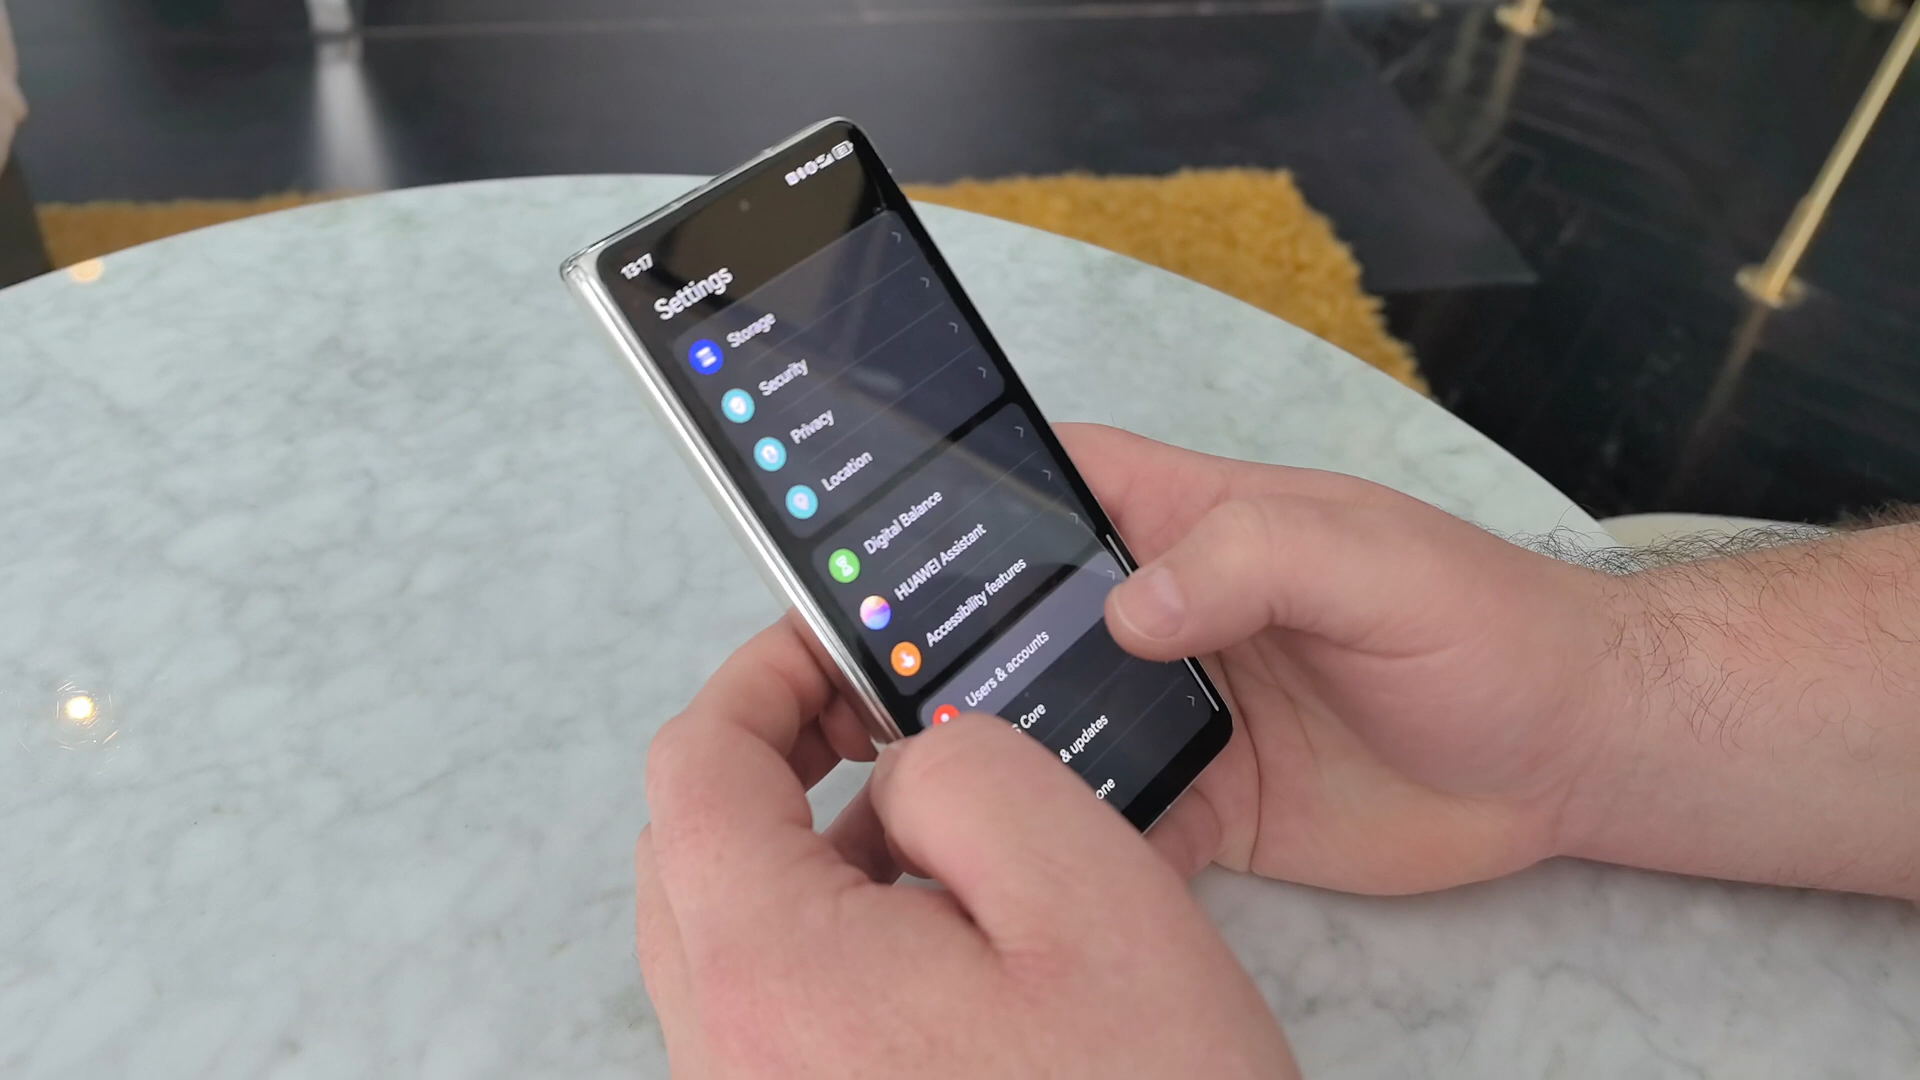 13:17
Settings
Storage
Security
Privacy
Location
Digital Balance
HUAWEI Assistant
Accessibility features
Users & accounts
Core
& updates
one